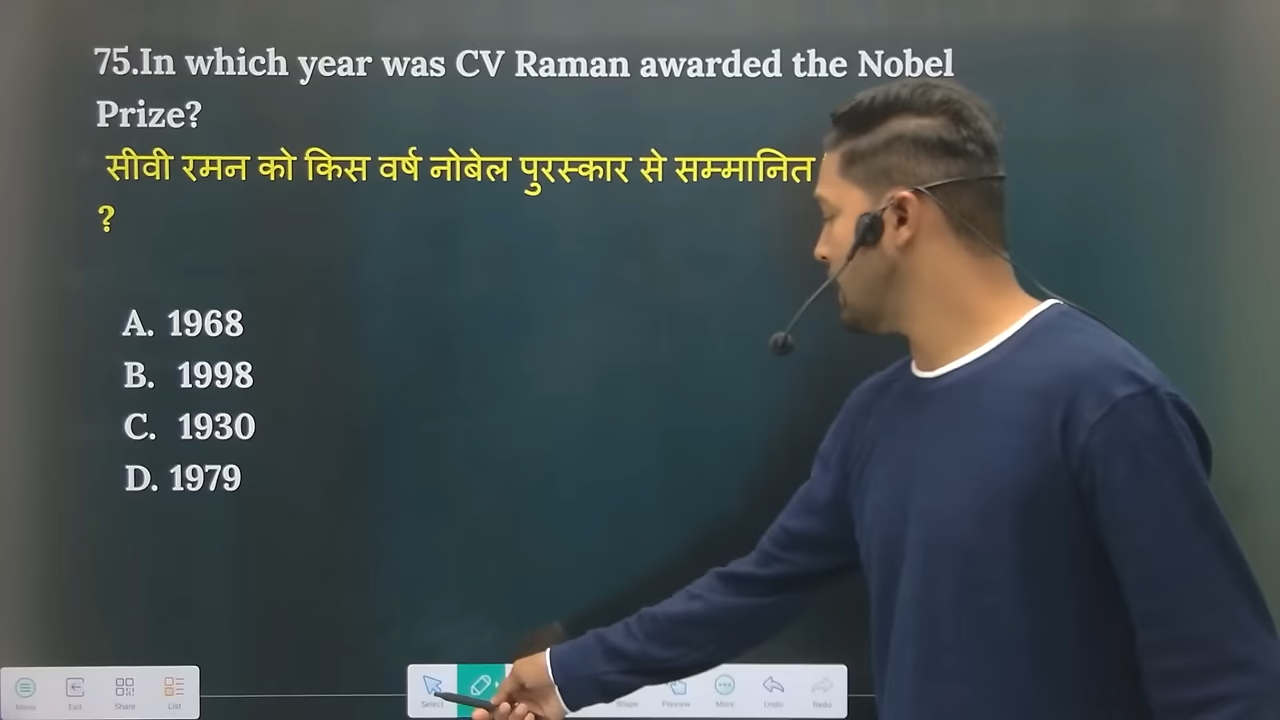 75.In which year was CV Raman awarded the Nobel
Prize?
सीवी रमन को किस वर्ष नोबेल पुरस्कार से सम्मानित
?
A. 1968
B. 1998
C. 1930
D. 1979
Menu Exit Share List
Select Shape Preview More Undo Redo